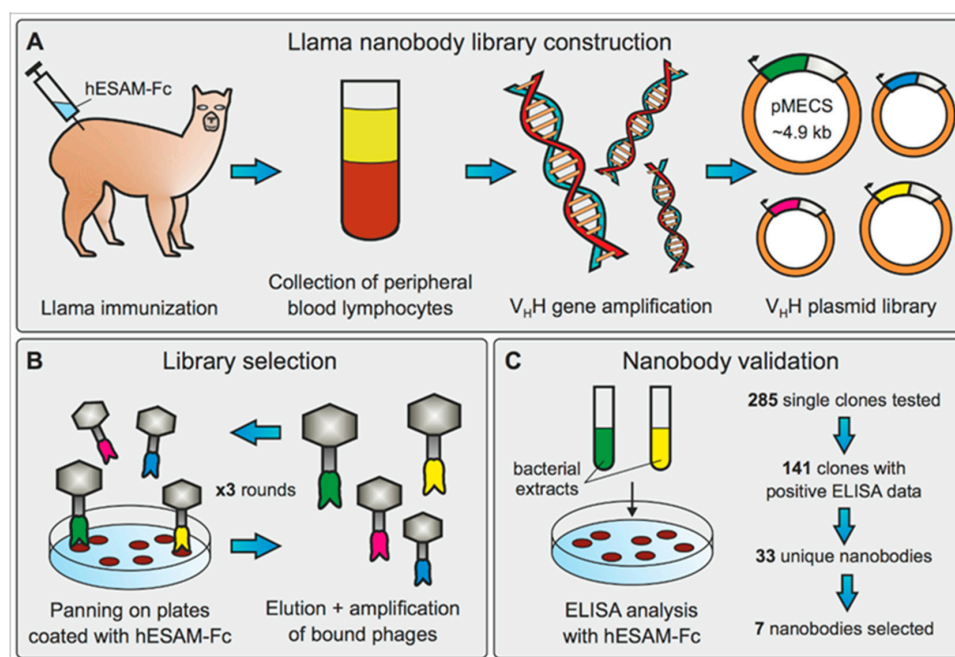 A
Llama nanobody library construction
hESAM-Fc
Llama immunization
Collection of peripheral
blood lymphocytes
VHH gene amplification
pMECS
~4.9 kb
VHH plasmid library
B
Library selection
x3 rounds
Panning on plates
coated with hESAM-Fc
Elution + amplification
of bound phages
C
Nanobody validation
bacterial
extracts
ELISA analysis
with hESAM-Fc
285 single clones tested
141 clones with
positive ELISA data
33 unique nanobodies
7 nanobodies selected